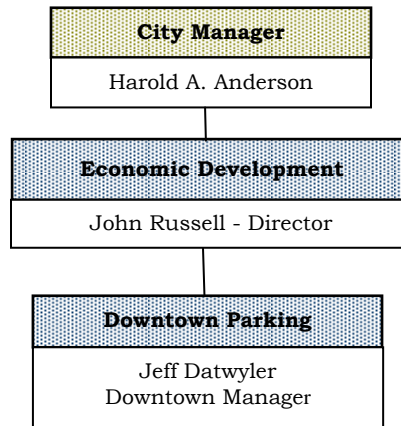 City Manager
Harold A. Anderson
Economic Development
John Russell - Director
Downtown Parking
Jeff Datwyler
Downtown Manager